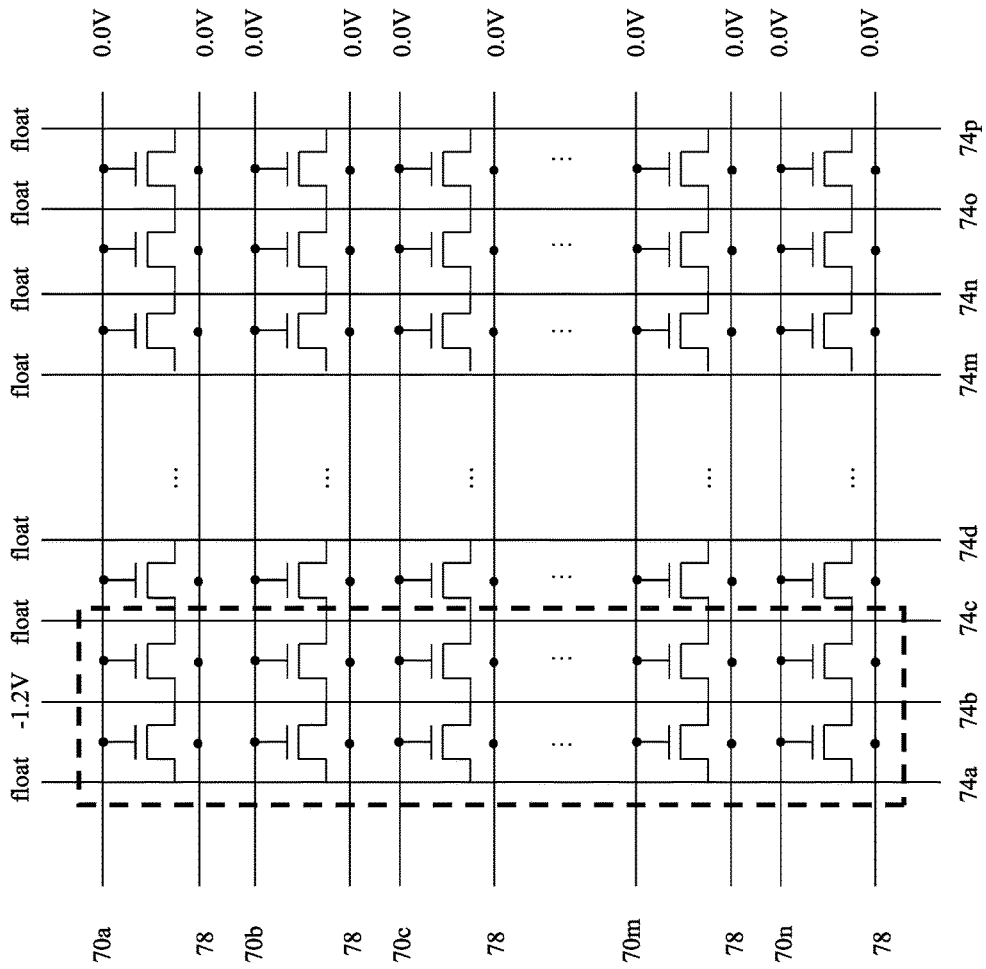 78 70n 78 70m 78 70c 78 70b 78 70a
74a float
74b -1.2V
74c float
74d float
74m float
74n float
74o float
74p float
0.0V 0.0V 0.0V 0.0V 0.0V 0.0V 0.0V 0.0V 0.0V 0.0V